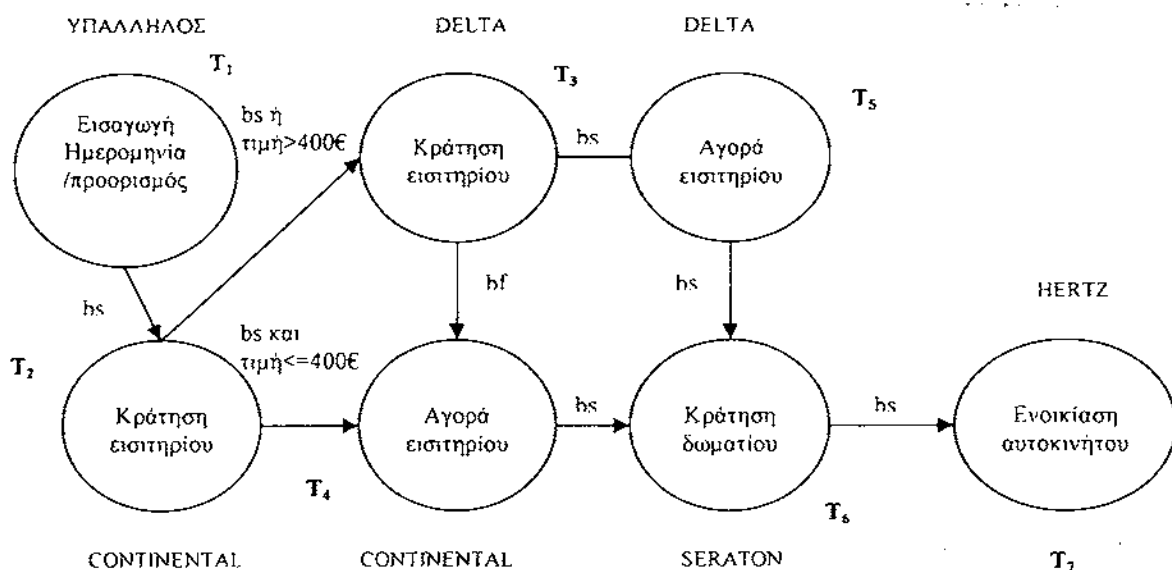 ΥΠΑΛΛΗΛΟΣ
DELTA
DELTA
T₁
T₃
T₅
Εισαγωγή
Ημερομηνία
/προορισμός
bs ή
τιμή>400€
Κράτηση
εισιτηρίου
bs
Αγορά
εισιτηρίου
bs
bf
bs
HERTZ
T₂
bs και
τιμή<=400€
Κράτηση
εισιτηρίου
Αγορά
εισιτηρίου
bs
Κράτηση
δωματίου
bs
Ενοικίαση
αυτοκινήτου
T₄
T₆
CONTINENTAL
CONTINENTAL
SERATON
T₇